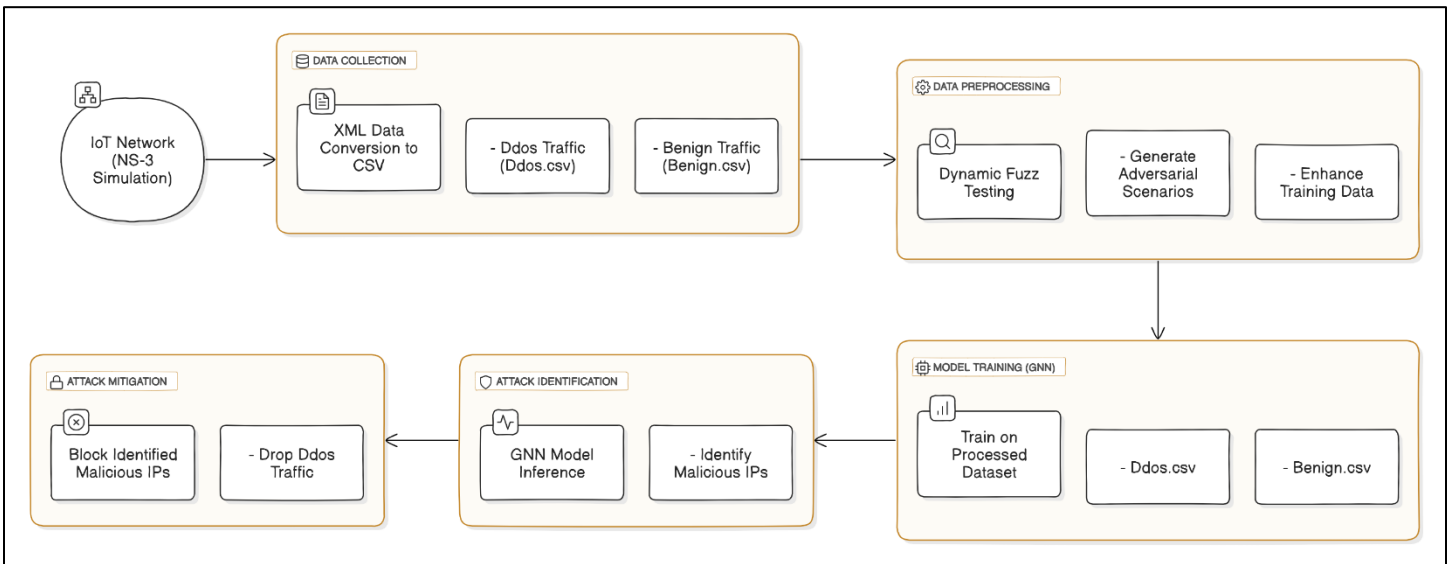 DATA COLLECTION
IoT Network
(NS-3
Simulation)
XML Data
Conversion to
CSV
- Ddos Traffic
(Ddos.csv)
- Benign Traffic
(Benign.csv)
DATA PREPROCESSING
Dynamic Fuzz
Testing
- Generate
Adversarial
Scenarios
- Enhance
Training Data
ATTACK MITIGATION
Block Identified
Malicious IPs
- Drop Ddos
Traffic
ATTACK IDENTIFICATION
GNN Model
Inference
- Identify
Malicious IPs
MODEL TRAINING (GNN)
Train on
Processed
Dataset
- Ddos.csv
- Benign.csv